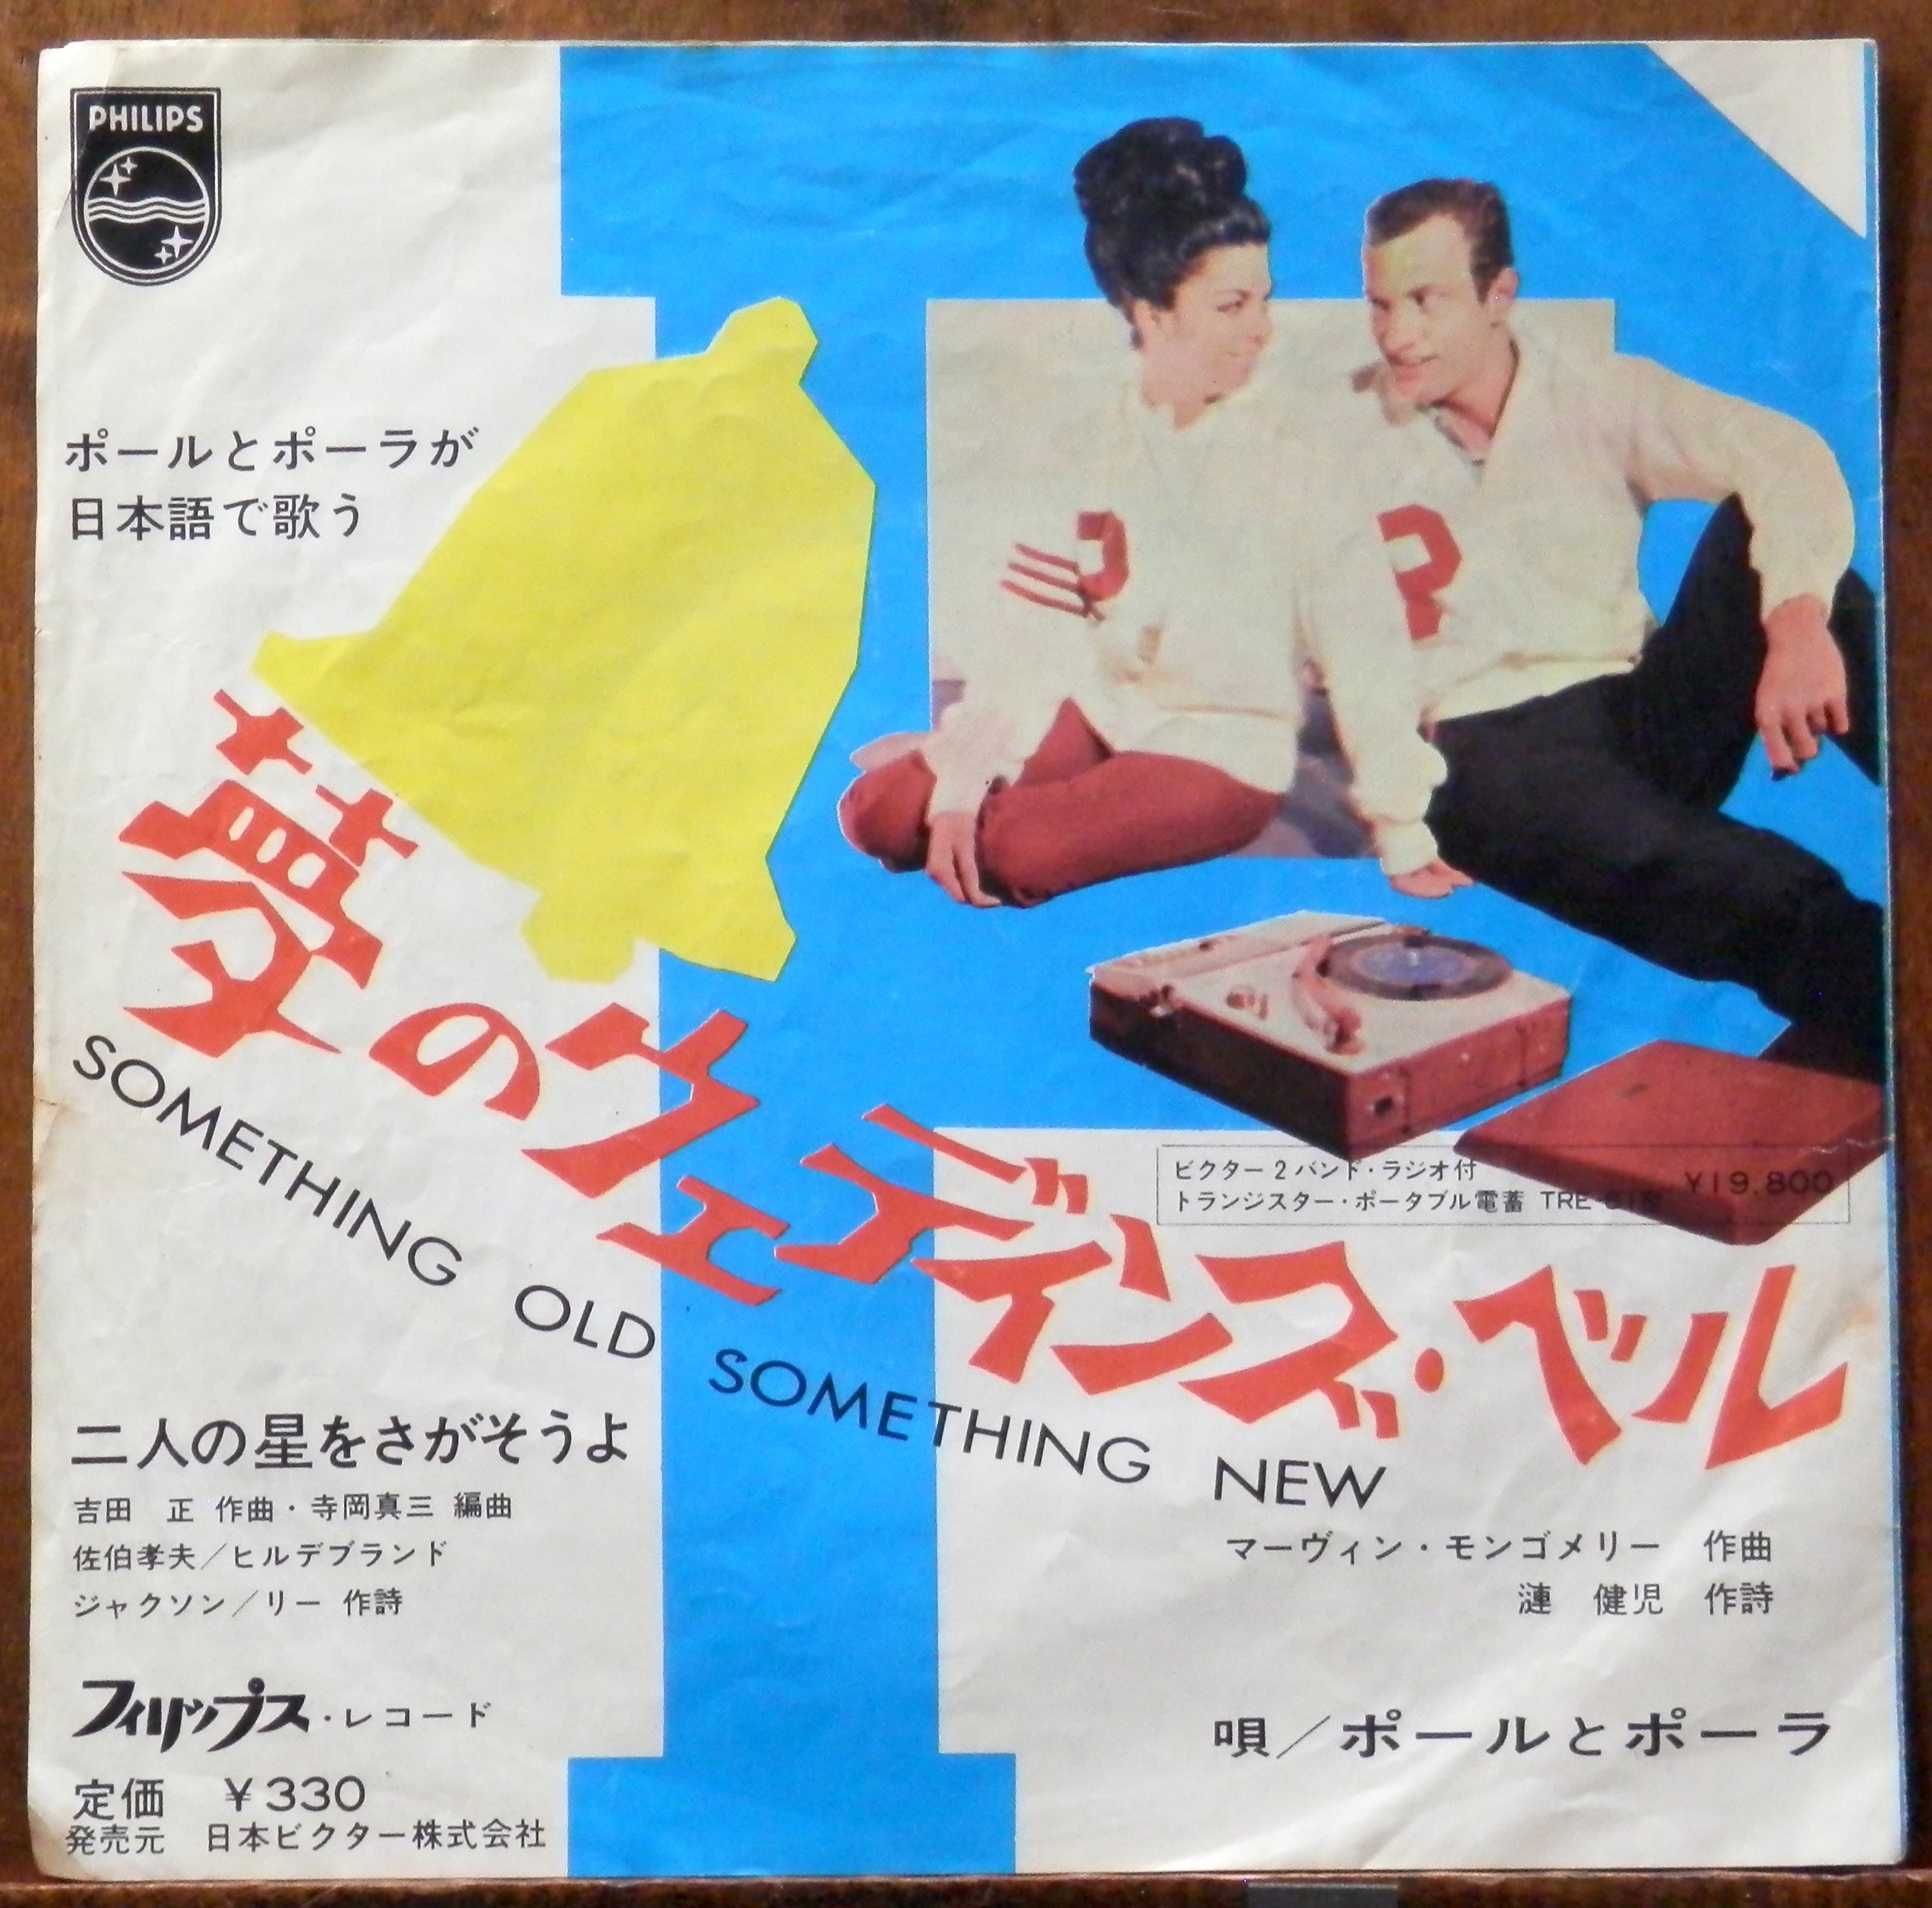 PHILIPS
ポールとポーラが
日本語で歌う
夢のウェディング・ベル
SOMETHING OLD SOMETHING NEW
ビクター2バンド・ラジオ付
トランジスター・ポータブル電蓄 TRE
¥19,800
マーヴィン・モンゴメリー 作曲
漣 健児 作詩
二人の星をさがそうよ
吉田 正 作曲・寺岡真三 編曲
佐伯孝夫/ヒルデブランド
ジャクソン/リー 作詩
フィリップス・レコード
定価 ¥330
発売元 日本ビクター株式会社
唄/ポールとポーラ